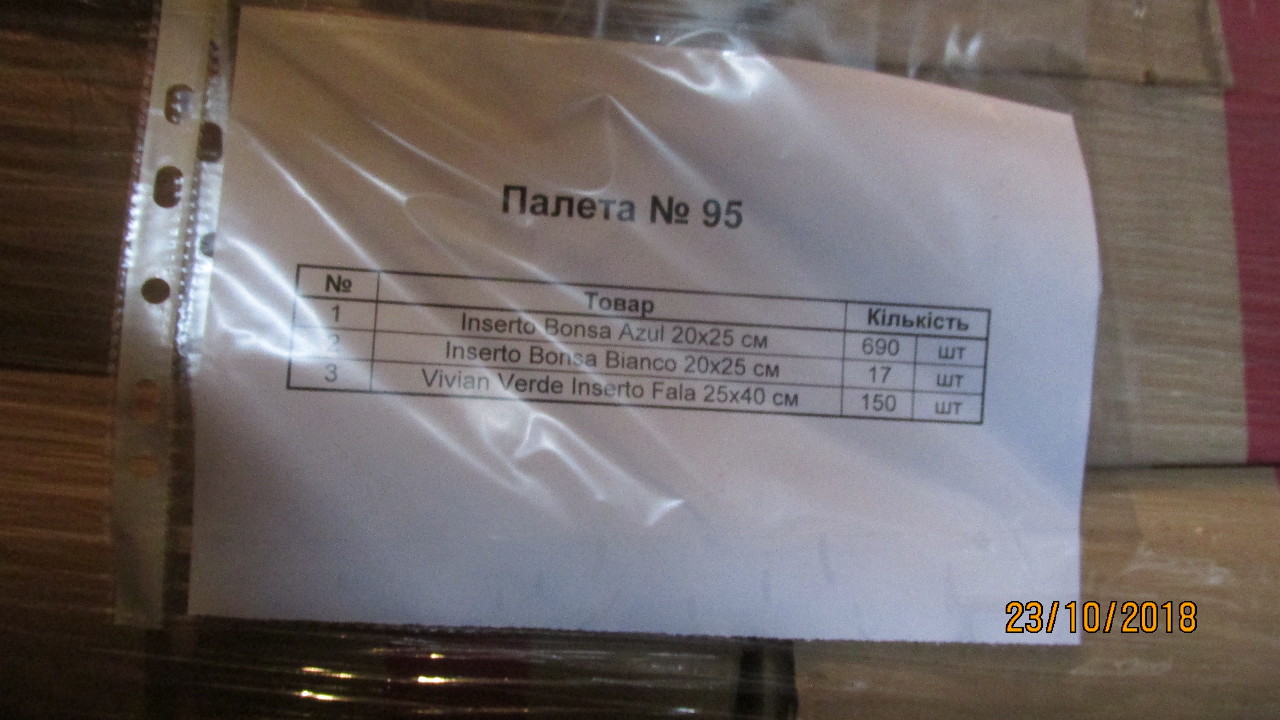 Палета № 95
№ Товар Кількість
1 Inserto Bonsa Azul 20x25 см 690 шт
2 Inserto Bonsa Bianco 20x25 см 17 шт
3 Vivian Verde Inserto Fala 25x40 см 150 шт
23/10/2018